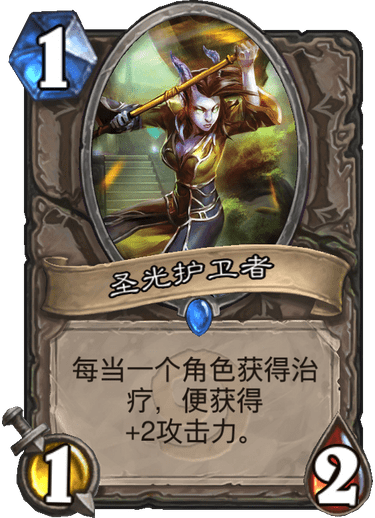 1
圣光护卫者
每当一个角色获得治
疗，便获得
+2攻击力。
1
2